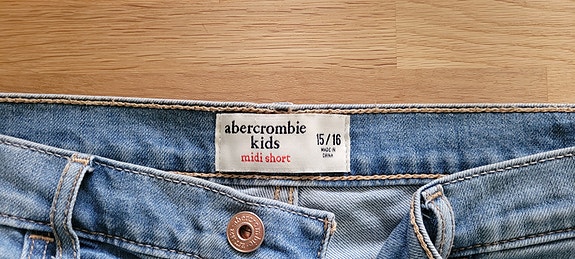 abercrombie
kids
midi short
15/16
MADE IN
CHINA